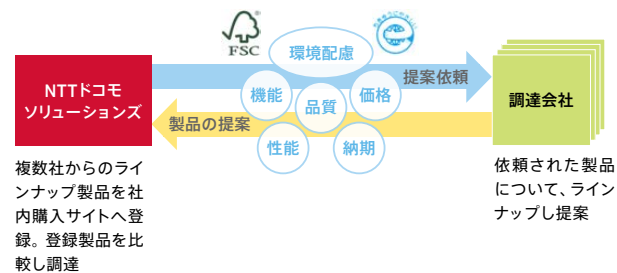 FSC
環境配慮
NTTドコモ
ソリューションズ
提案依頼
機能
品質
価格
調達会社
製品の提案
性能
納期
複数社からのライ
ンナップ製品を社
内購入サイトへ登
録。登録製品を比
較し調達
依頼された製品
について、ライン
ナップし提案